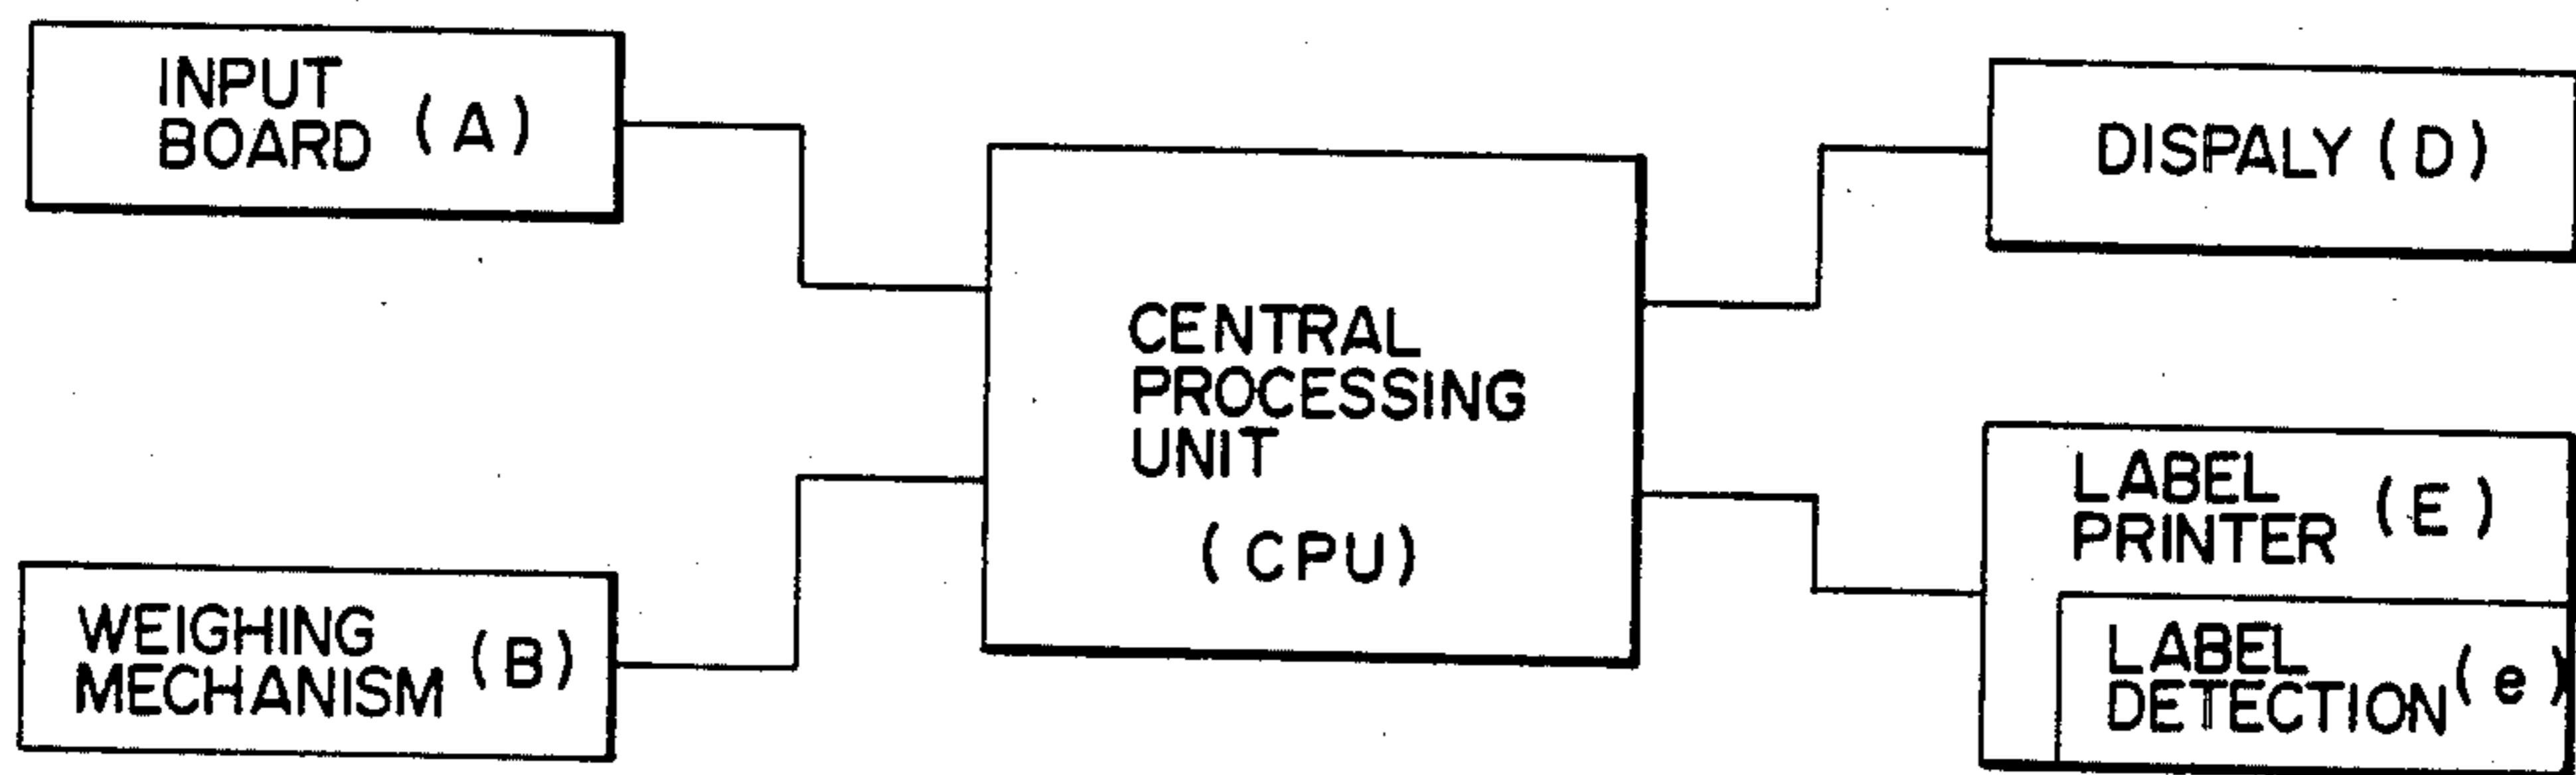 INPUT
BOARD (A)
WEIGHING
MECHANISM (B)
CENTRAL
PROCESSING
UNIT
(CPU)
DISPALY (D)
LABEL
PRINTER (E)
LABEL
DETECTION (e)